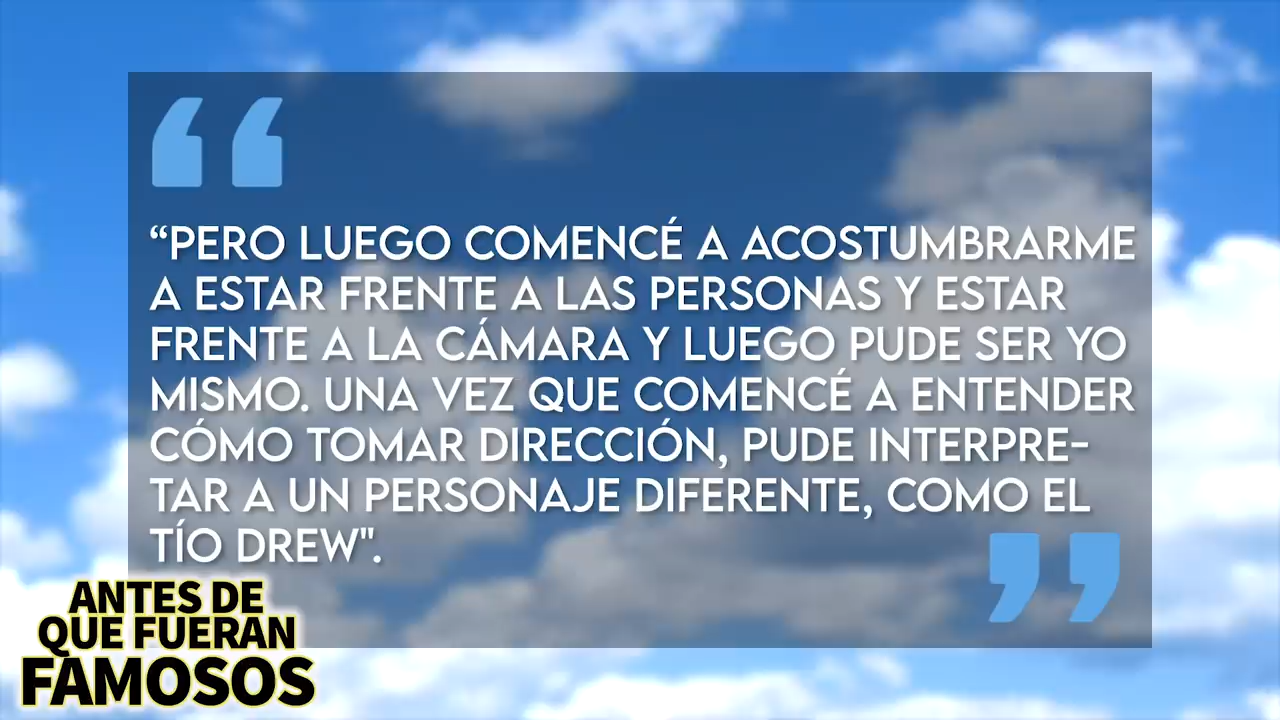 “PERO LUEGO COMENCÉ A ACOSTUMBRARME
A ESTAR FRENTE A LAS PERSONAS Y ESTAR
FRENTE A LA CÁMARA Y LUEGO PUDE SER YO
MISMO. UNA VEZ QUE COMENCÉ A ENTENDER
CÓMO TOMAR DIRECCIÓN, PUDE INTERPRE-
TAR A UN PERSONAJE DIFERENTE, COMO EL
TÍO DREW".
ANTES DE
QUE FUERAN
FAMOSOS